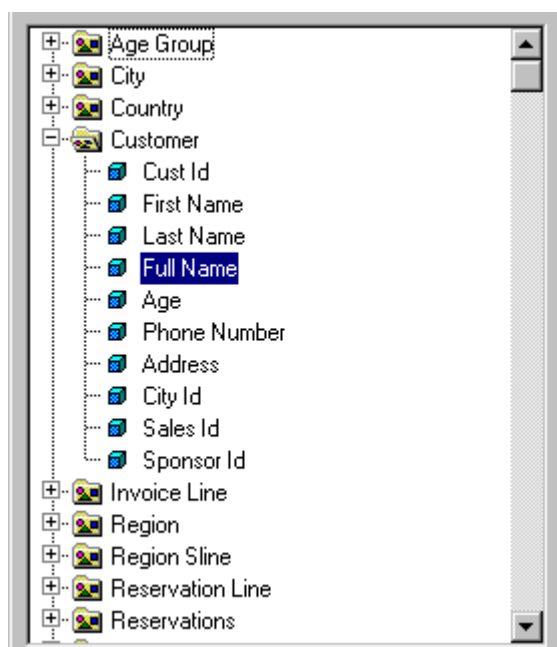 Age Group
City
Country
Customer
Cust Id
First Name
Last Name
Full Name
Age
Phone Number
Address
City Id
Sales Id
Sponsor Id
Invoice Line
Region
Region Sline
Reservation Line
Reservations